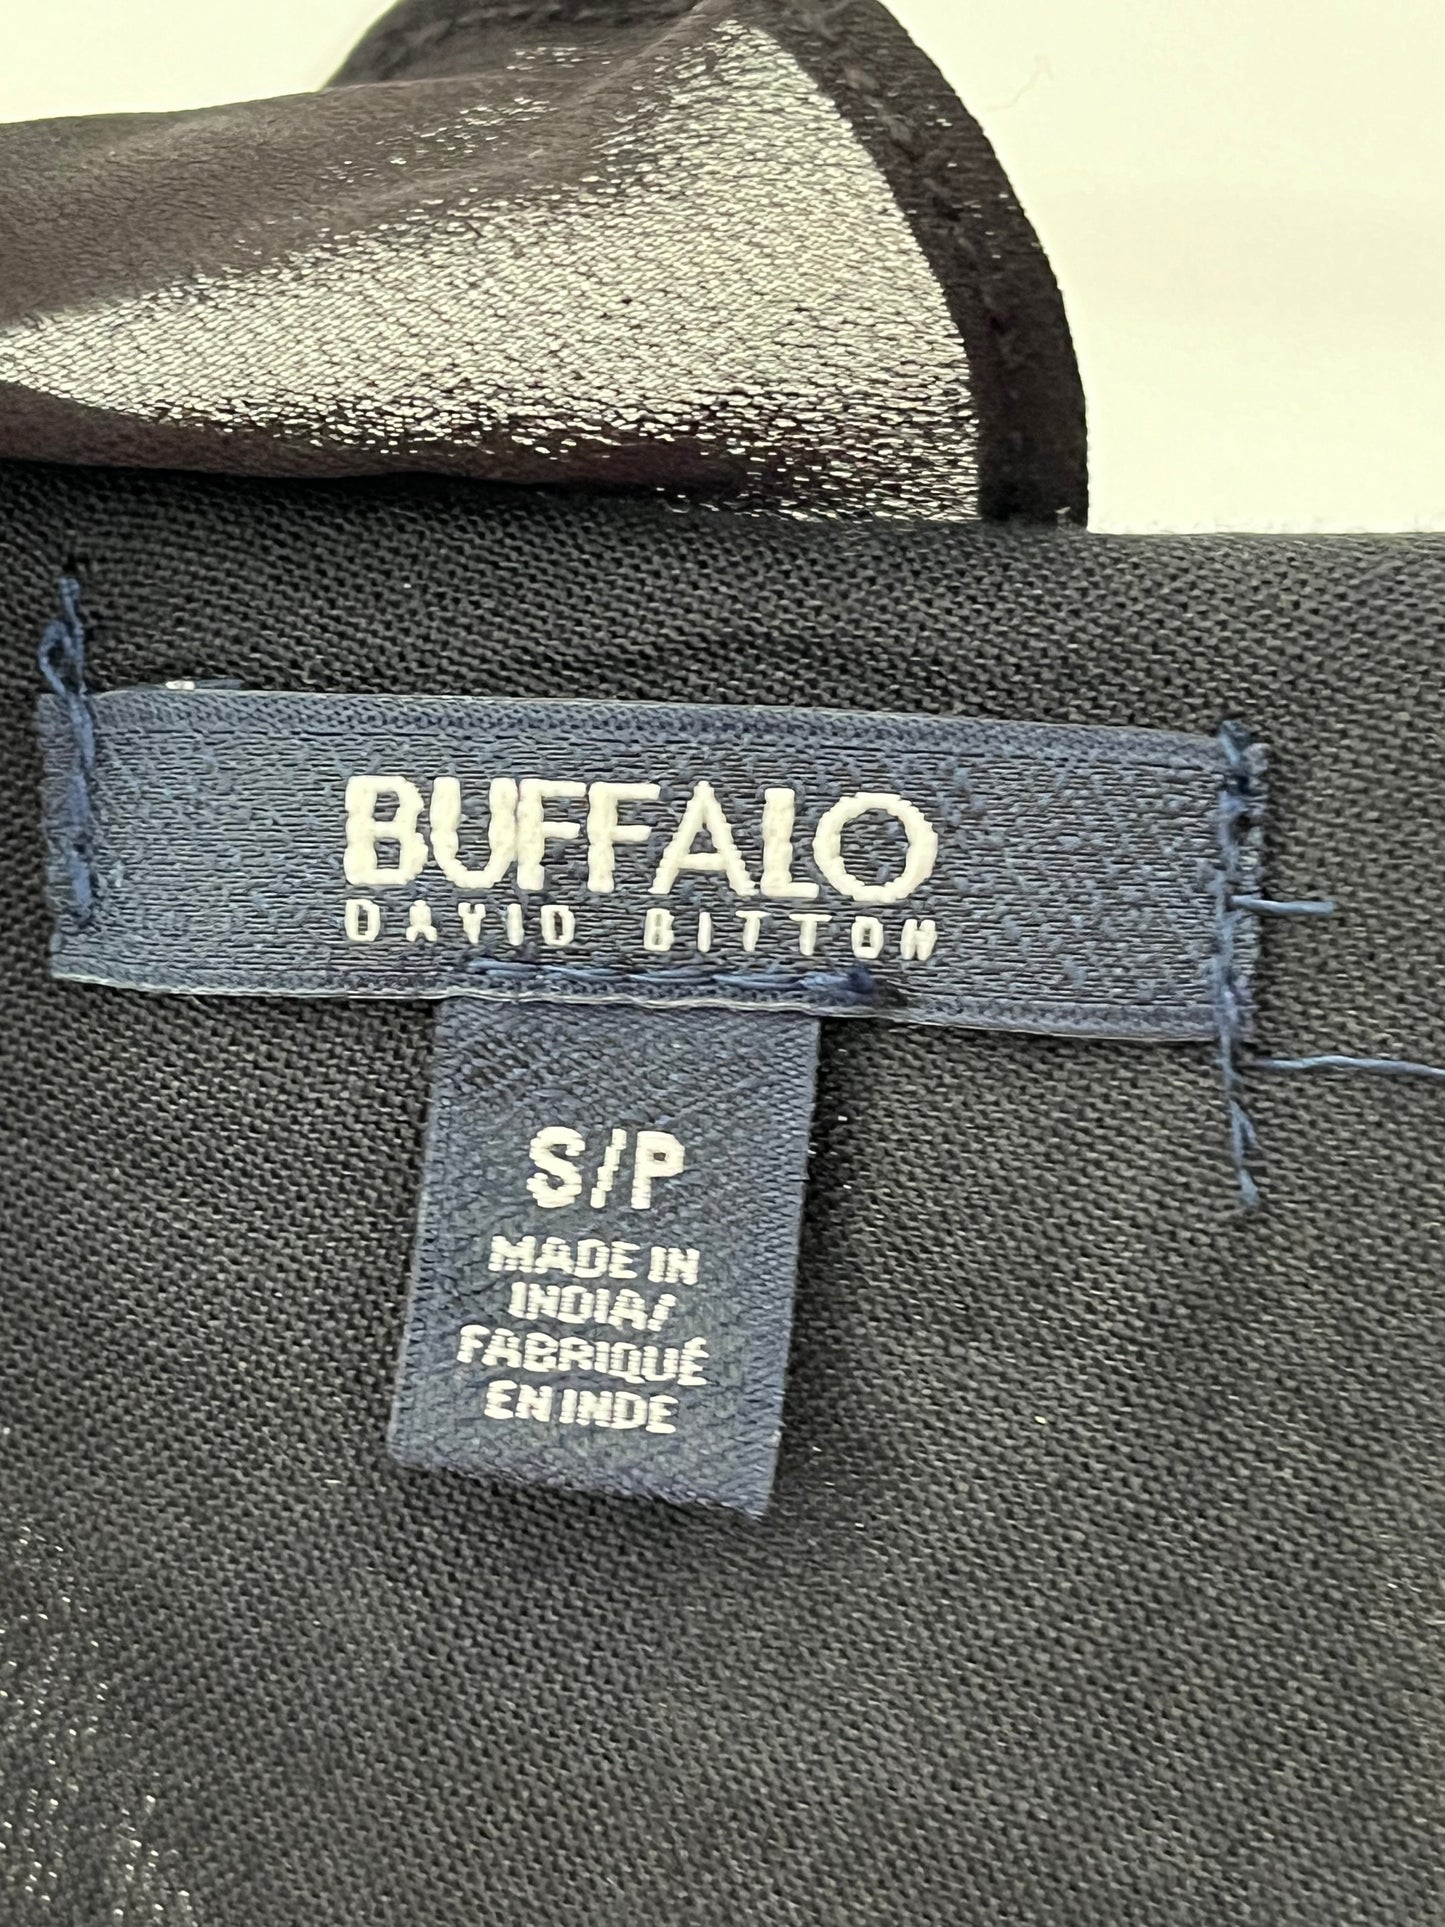 BUFFALO
DAVID BITTON
S/P
MADE IN
INDIA/
FABRIQUÉ
EN INDE